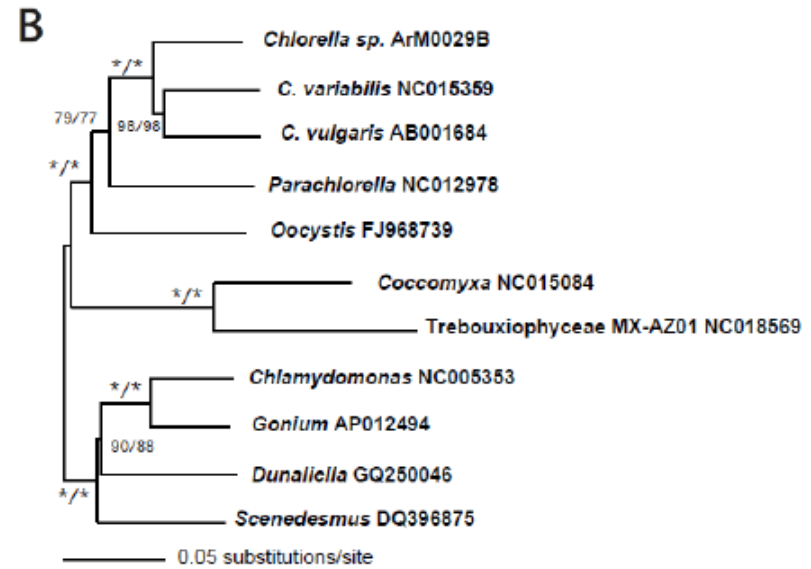 B
Chlorella sp. ArM0029B
*/*
C. variabilis NC015359
79/77
98/98
C. vulgaris AB001684
*/*
Parachlorella NC012978
Oocystis FJ968739
Coccomyxa NC015084
*/*
Trebouxiophyceae MX-AZ01 NC018569
Chlamydomonas NC005353
*/*
Gonium AP012494
90/88
Dunaliella GQ250046
*/*
Scenedesmus DQ396875
0.05 substitutions/site